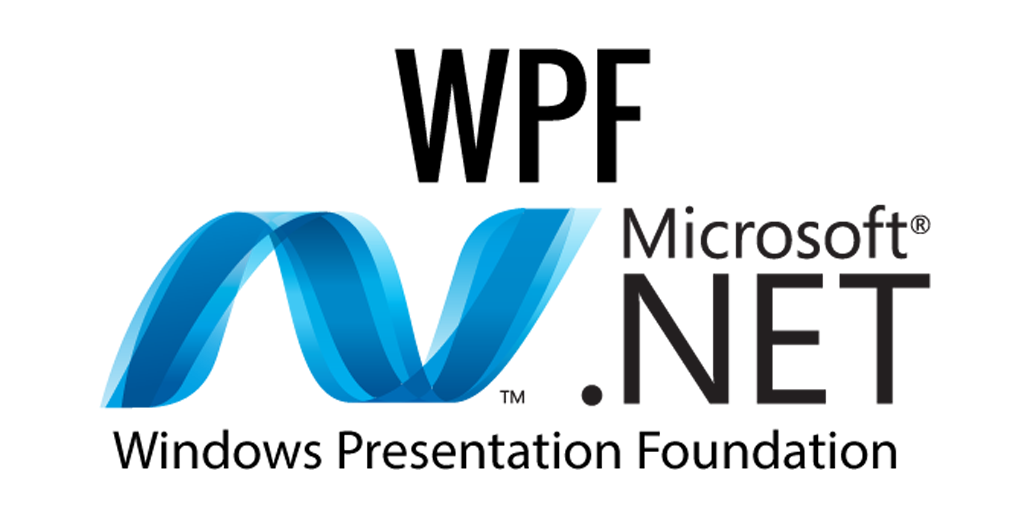 WPF
Microsoft®
.NET
™
Windows Presentation Foundation